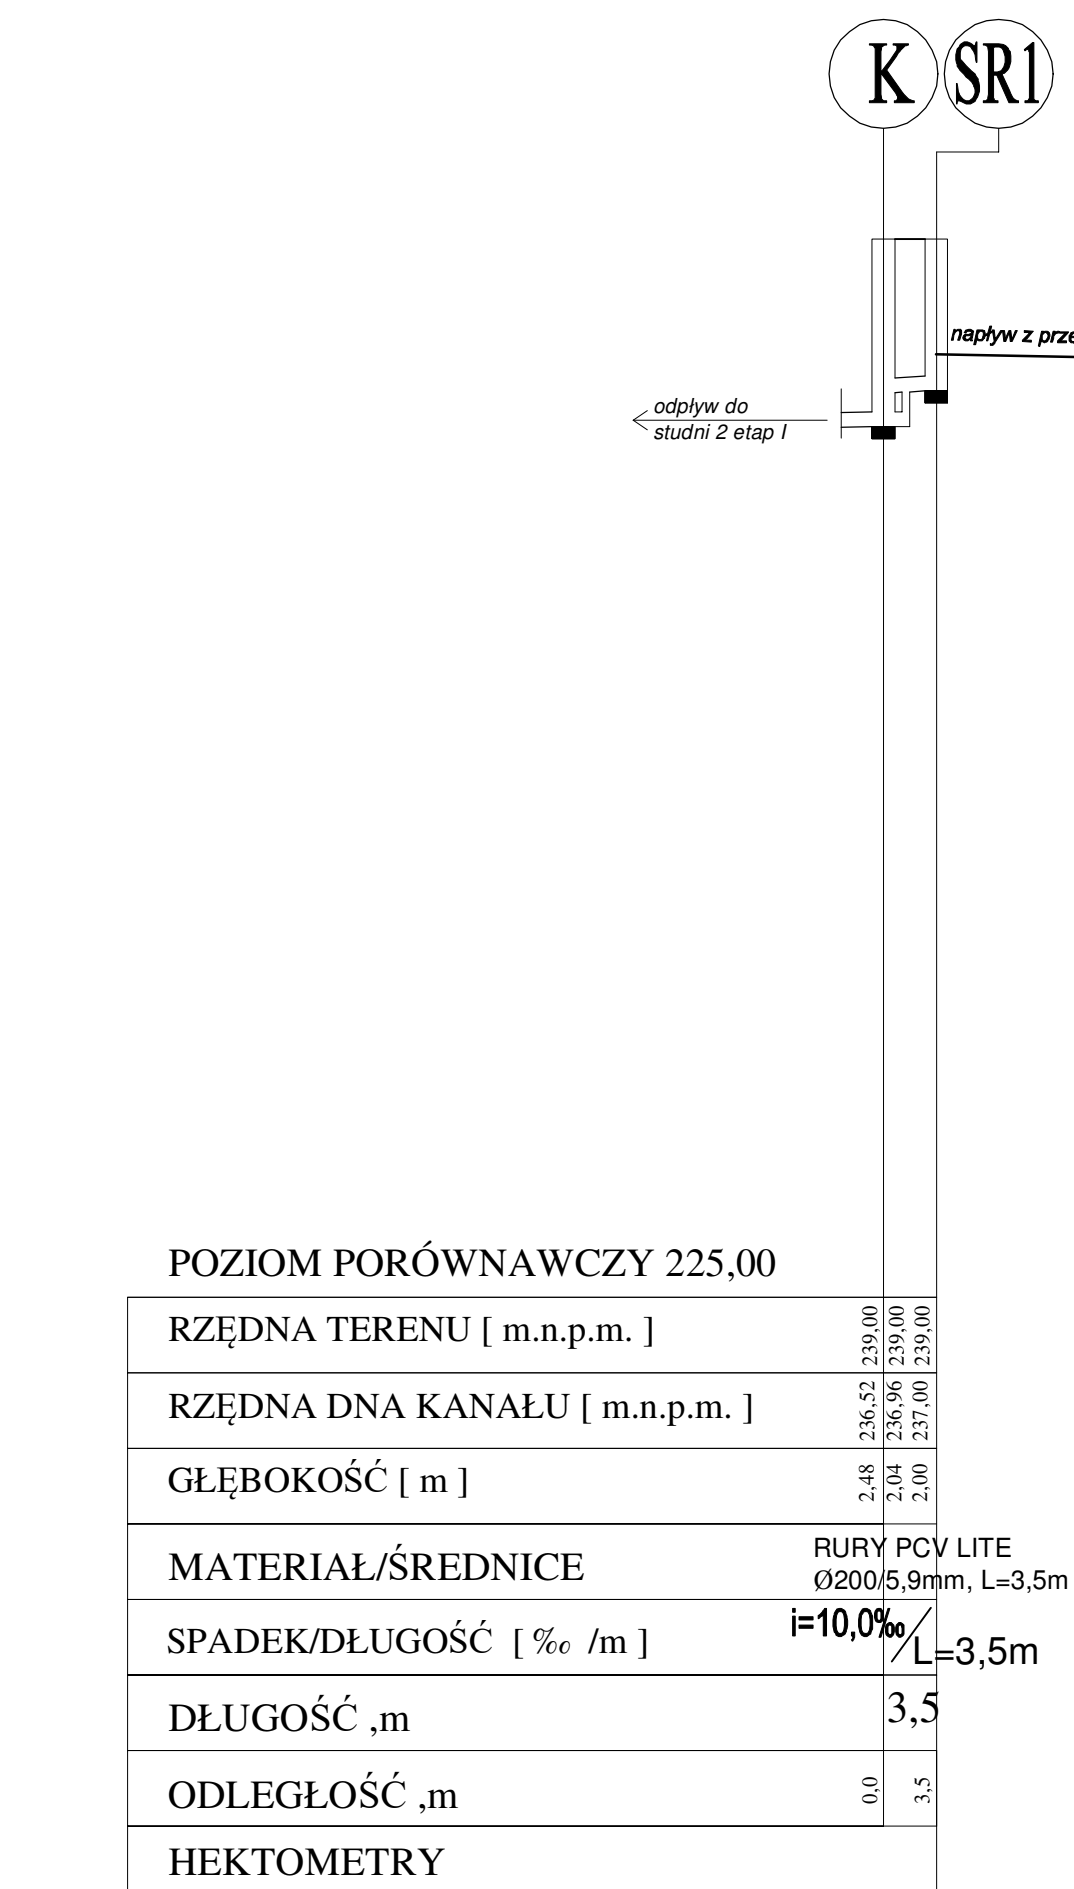 K SR1
napływ z prze
odpływ do
studni 2 etap I
POZIOM PORÓWNAWCZY 225,00
RZĘDNA TERENU [ m.n.p.m. ] 239,00 239,00 239,00
RZĘDNA DNA KANAŁU [ m.n.p.m. ] 236,52 236,96 237,00
GŁĘBOKOŚĆ [ m ] 2,48 2,04 2,00
MATERIAŁ/ŚREDNICE
RURY PCV LITE
Ø200/5,9mm, L=3,5m
SPADEK/DŁUGOŚĆ [ ‰ /m ] i=10,0‰ L=3,5m
DŁUGOŚĆ ,m 3,5
ODLEGŁOŚĆ ,m 0,0 3,5
HEKTOMETRY